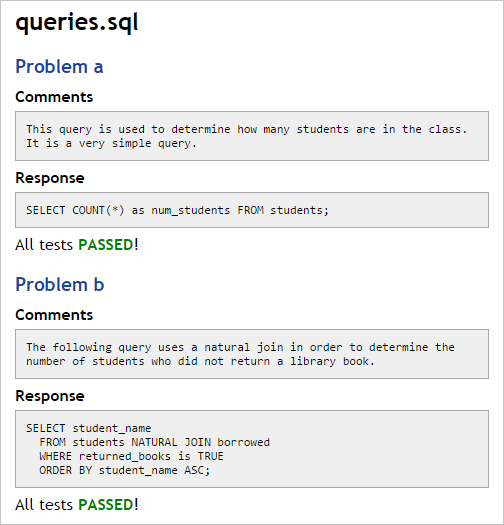 queries.sql
Problem a
Comments
This query is used to determine how many students are in the class.
It is a very simple query.
Response
SELECT COUNT(*) as num_students FROM students;
All tests PASSED!
Problem b
Comments
The following query uses a natural join in order to determine the
number of students who did not return a library book.
Response
SELECT student_name
  FROM students NATURAL JOIN borrowed
  WHERE returned_books is TRUE
  ORDER BY student_name ASC;
All tests PASSED!